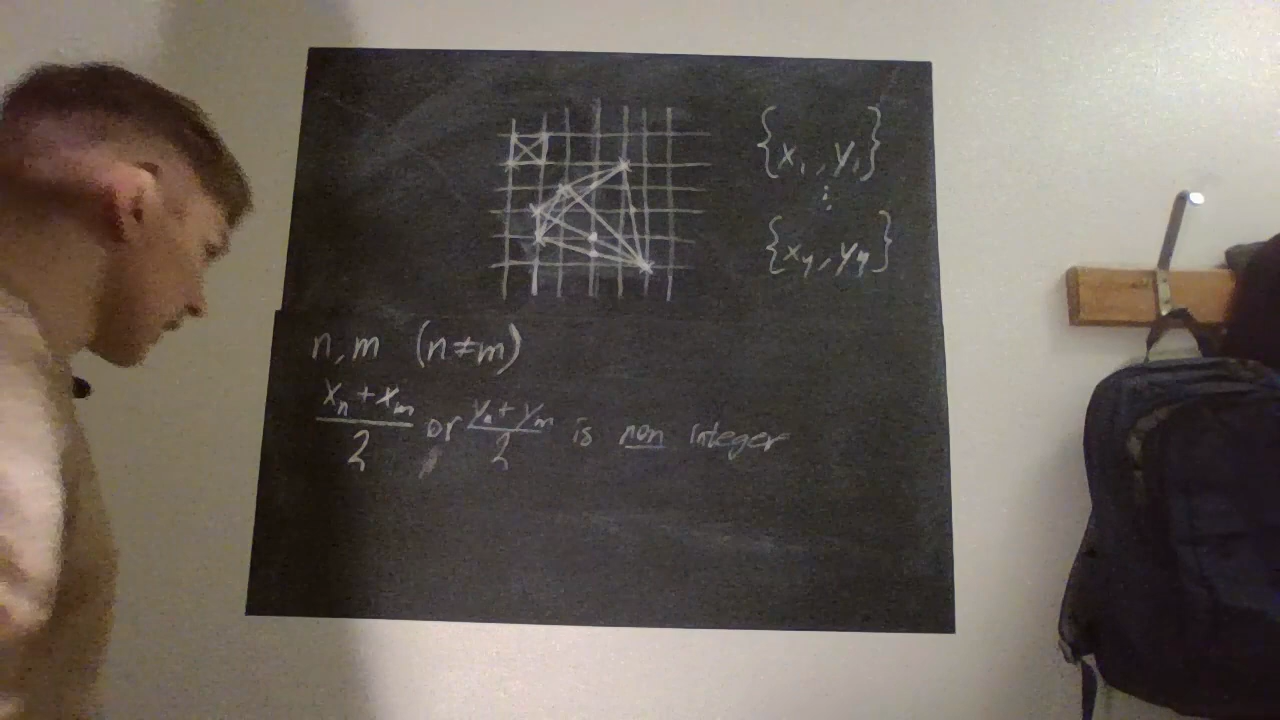 {x₁, y₁}
⋮
{x₄, y₄}
n, m (n≠m)
(xₙ + xₘ)/2 or (yₙ + yₘ)/2 is non integer